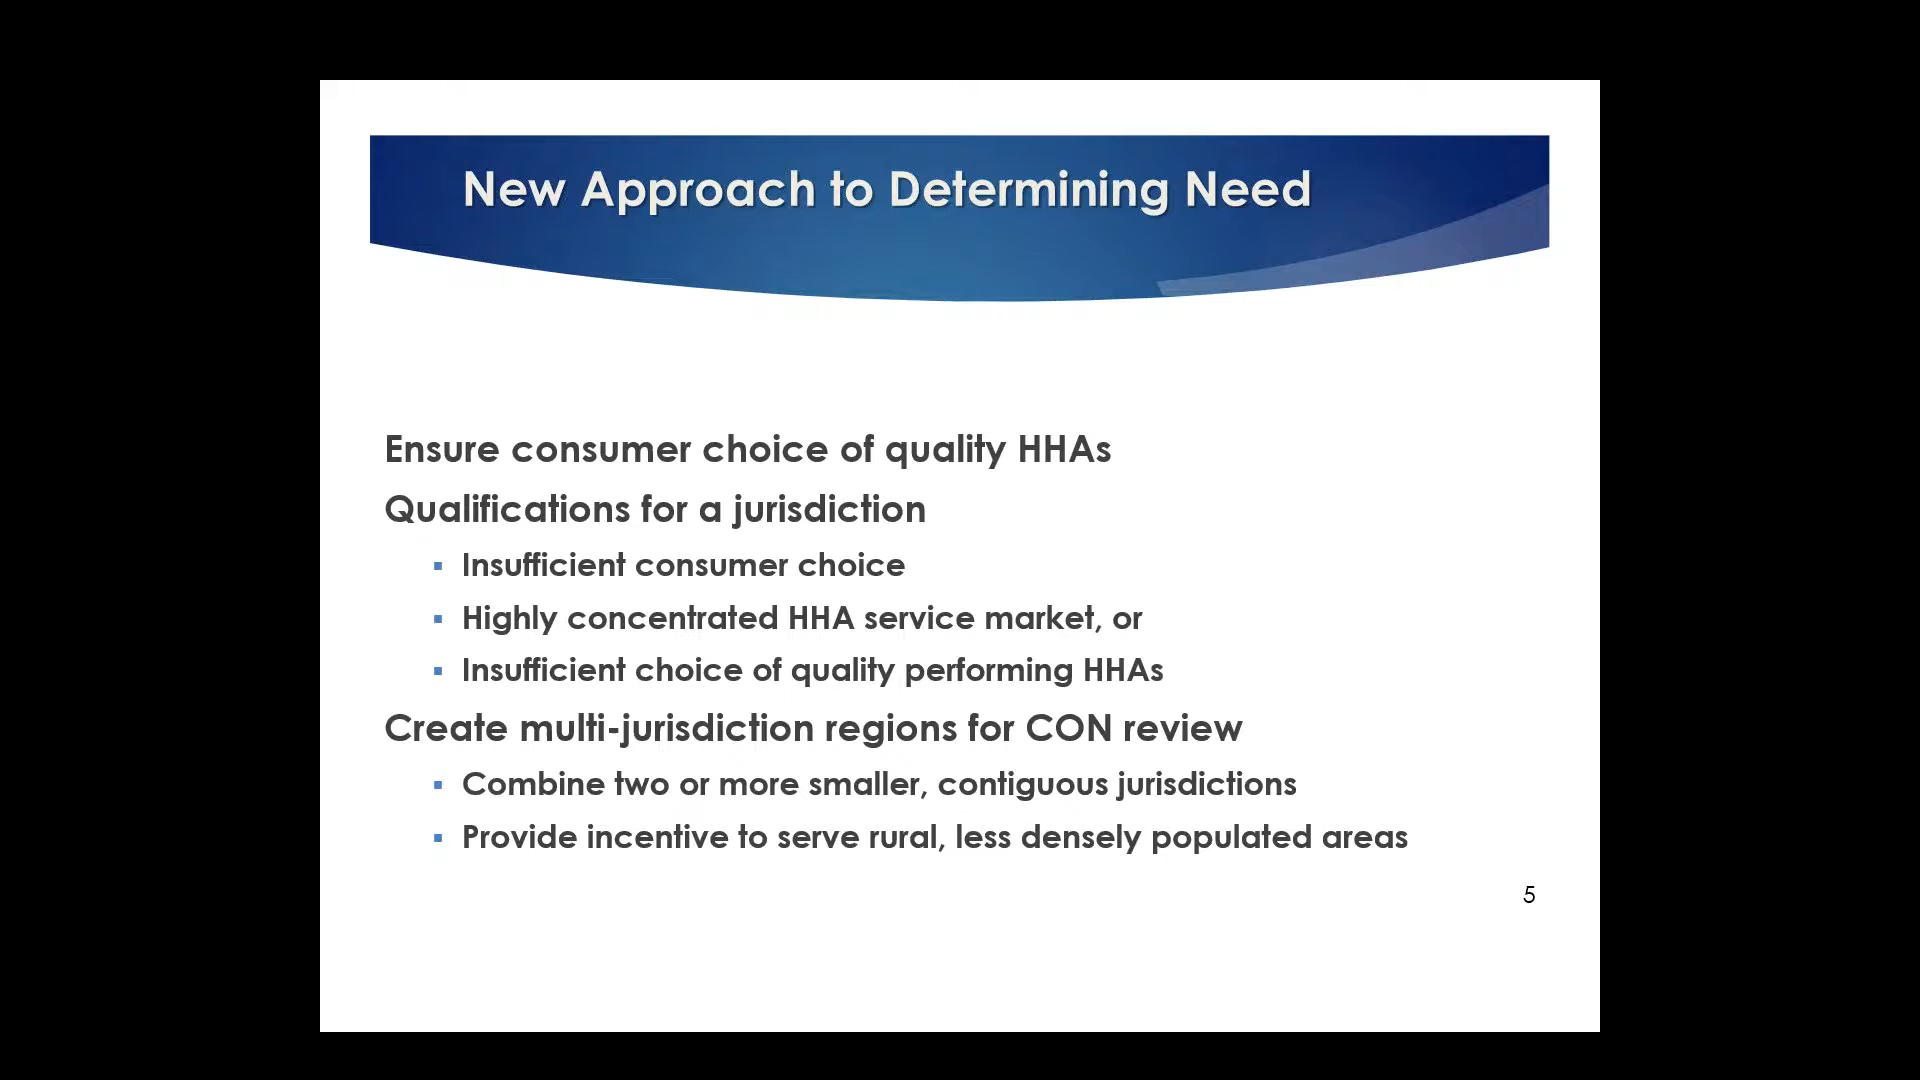 New Approach to Determining Need
Ensure consumer choice of quality HHAs
Qualifications for a jurisdiction
▪ Insufficient consumer choice
▪ Highly concentrated HHA service market, or
▪ Insufficient choice of quality performing HHAs
Create multi-jurisdiction regions for CON review
▪ Combine two or more smaller, contiguous jurisdictions
▪ Provide incentive to serve rural, less densely populated areas
5